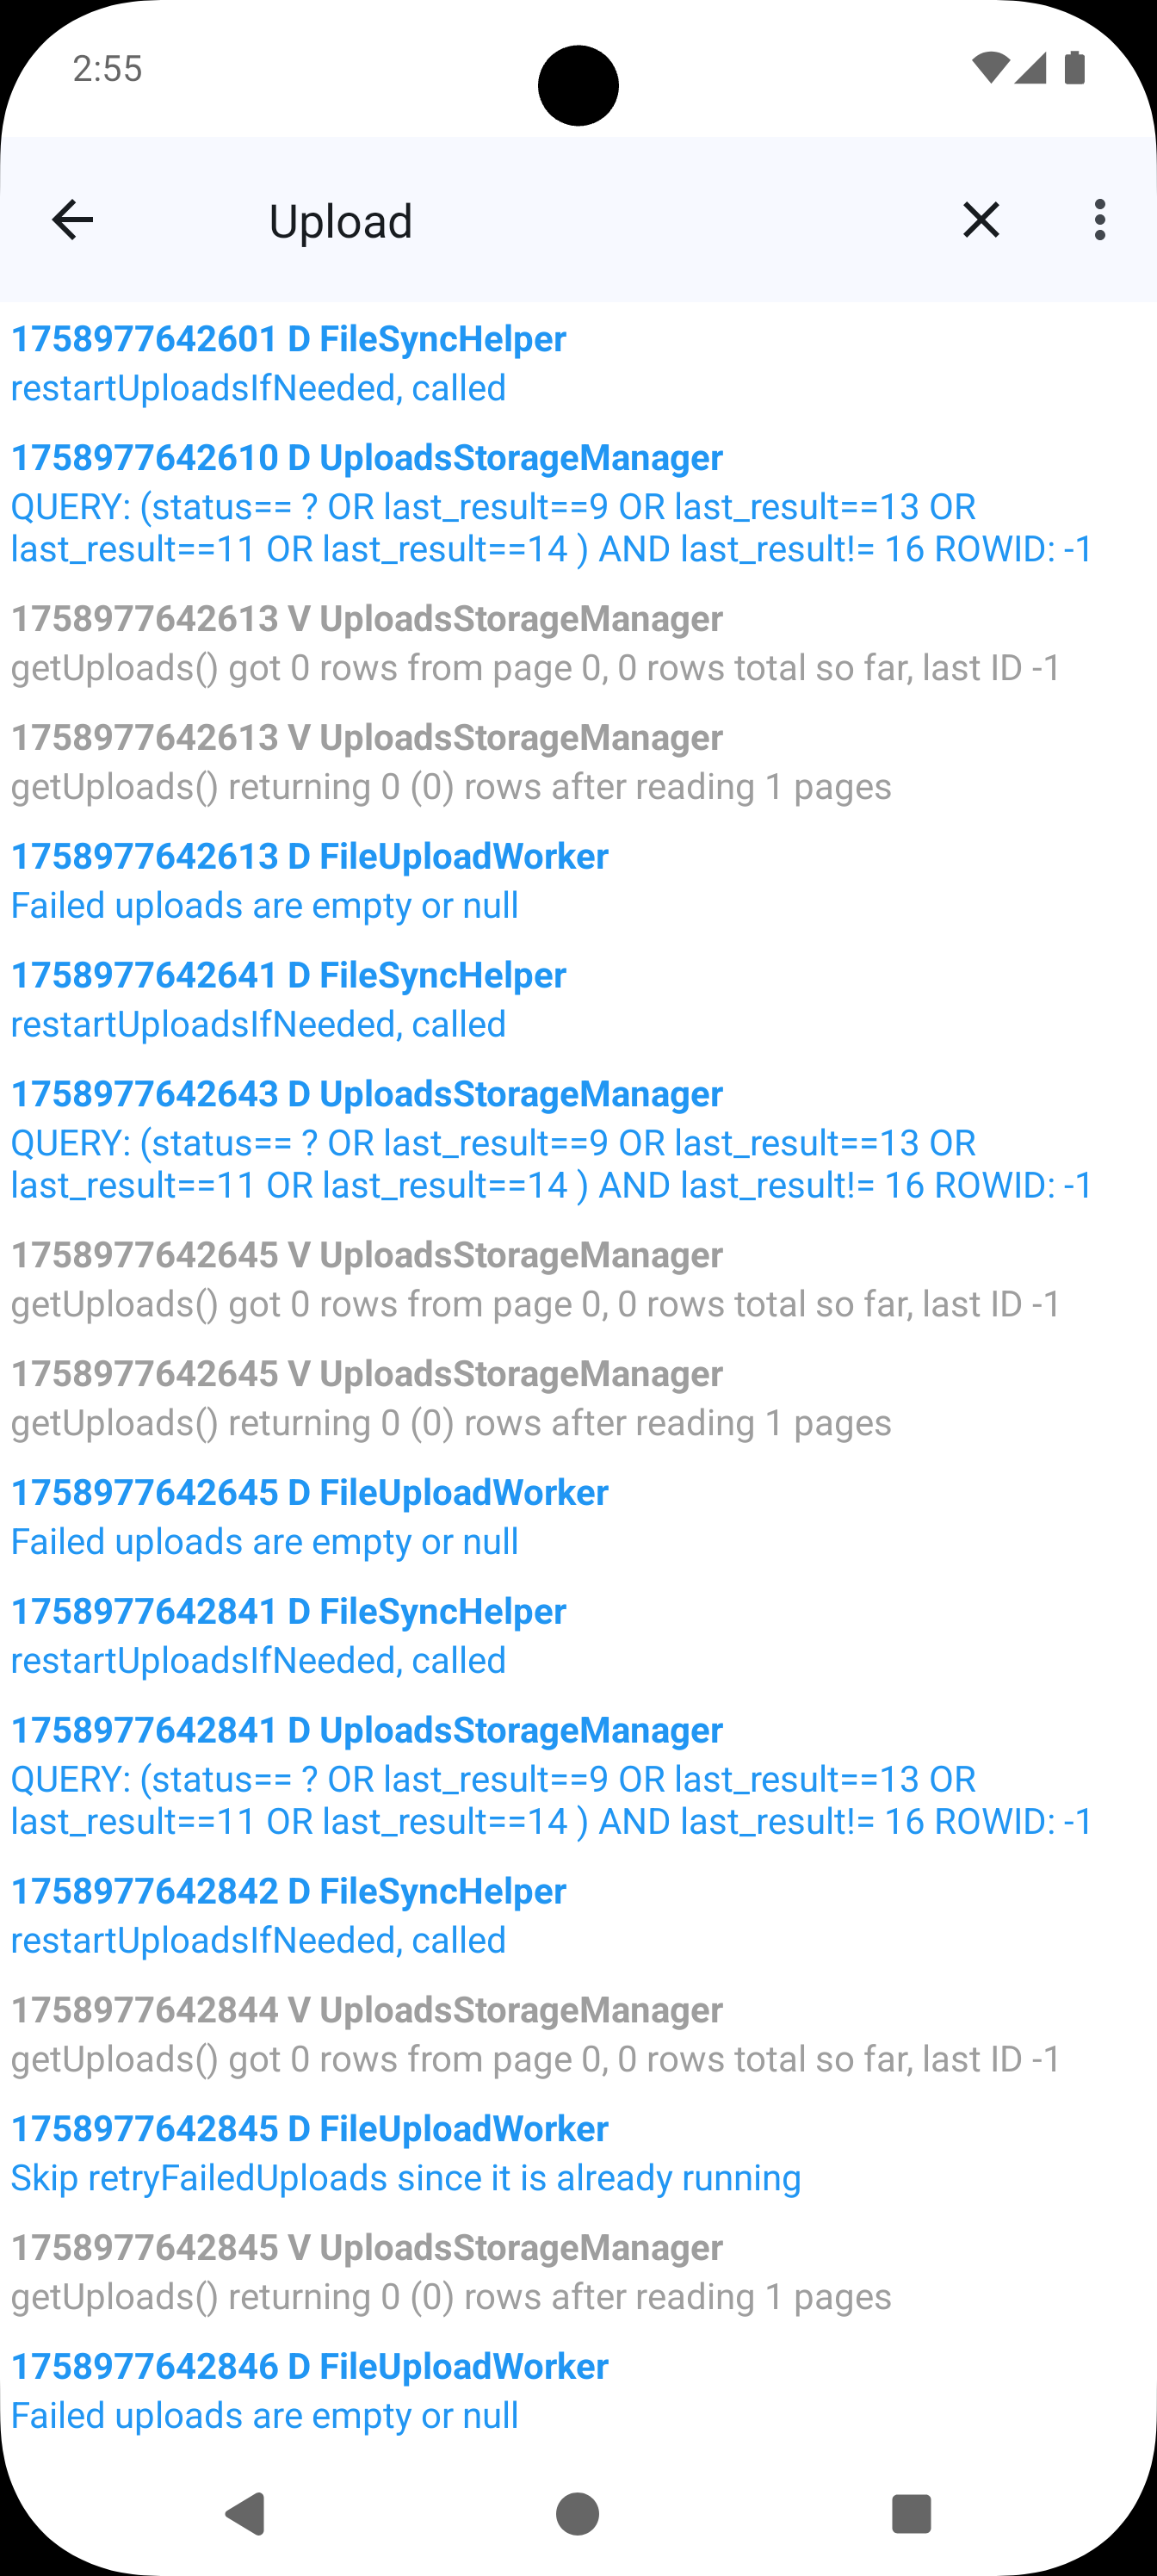 2:55
Upload
1758977642601 D FileSyncHelper
restartUploadsIfNeeded, called
1758977642610 D UploadsStorageManager
QUERY: (status== ? OR last_result==9 OR last_result==13 OR
last_result==11 OR last_result==14 ) AND last_result!= 16 ROWID: -1
1758977642613 V UploadsStorageManager
getUploads() got 0 rows from page 0, 0 rows total so far, last ID -1
1758977642613 V UploadsStorageManager
getUploads() returning 0 (0) rows after reading 1 pages
1758977642613 D FileUploadWorker
Failed uploads are empty or null
1758977642641 D FileSyncHelper
restartUploadsIfNeeded, called
1758977642643 D UploadsStorageManager
QUERY: (status== ? OR last_result==9 OR last_result==13 OR
last_result==11 OR last_result==14 ) AND last_result!= 16 ROWID: -1
1758977642645 V UploadsStorageManager
getUploads() got 0 rows from page 0, 0 rows total so far, last ID -1
1758977642645 V UploadsStorageManager
getUploads() returning 0 (0) rows after reading 1 pages
1758977642645 D FileUploadWorker
Failed uploads are empty or null
1758977642841 D FileSyncHelper
restartUploadsIfNeeded, called
1758977642841 D UploadsStorageManager
QUERY: (status== ? OR last_result==9 OR last_result==13 OR
last_result==11 OR last_result==14 ) AND last_result!= 16 ROWID: -1
1758977642842 D FileSyncHelper
restartUploadsIfNeeded, called
1758977642844 V UploadsStorageManager
getUploads() got 0 rows from page 0, 0 rows total so far, last ID -1
1758977642845 D FileUploadWorker
Skip retryFailedUploads since it is already running
1758977642845 V UploadsStorageManager
getUploads() returning 0 (0) rows after reading 1 pages
1758977642846 D FileUploadWorker
Failed uploads are empty or null